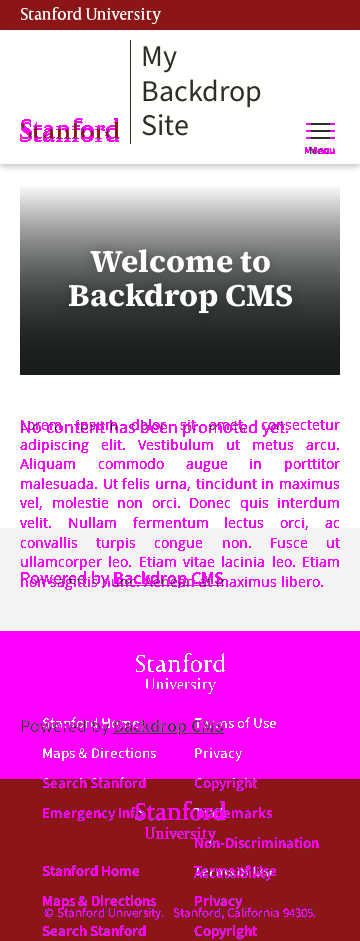 Stanford University
My
Backdrop
Site
Stanford
Menu
Welcome to
Backdrop CMS
No content has been promoted yet.
Lorem ipsum dolor sit amet, consectetur
adipiscing elit. Vestibulum ut metus arcu.
Aliquam commodo augue in porttitor
malesuada. Ut felis urna, tincidunt in maximus
vel, molestie non orci. Donec quis interdum
velit. Nullam fermentum lectus orci, ac
convallis turpis congue non. Fusce ut
ullamcorper leo. Etiam vitae lacinia leo. Etiam
non sagittis nunc. Aenean at maximus libero.
Powered by Backdrop CMS
Stanford
University
Stanford Home Terms of Use
Powered by Backdrop CMS
Maps & Directions Privacy
Search Stanford Copyright
Emergency Info Trademarks
Stanford
University
Non-Discrimination
Accessibility
Stanford Home Terms of Use
Maps & Directions Privacy
© Stanford University. Stanford, California 94305.
Search Stanford Copyright